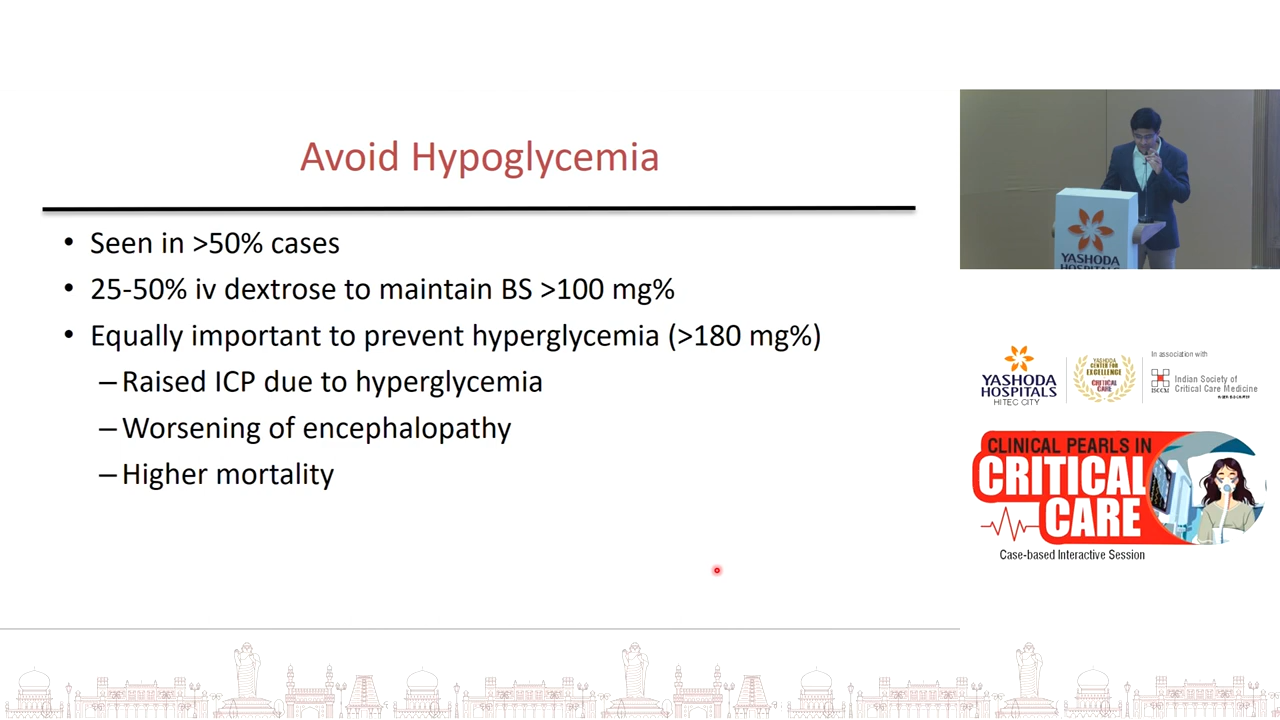 Avoid Hypoglycemia
• Seen in >50% cases
• 25-50% iv dextrose to maintain BS >100 mg%
• Equally important to prevent hyperglycemia (>180 mg%)
– Raised ICP due to hyperglycemia
– Worsening of encephalopathy
– Higher mortality
YASHODA
HOSPITALS
YASHODA
HOSPITALS
HITEC CITY
YASHODA
CENTER FOR
EXCELLENCE
CRITICAL
CARE
In association with
ISCCM
Indian Society of
Critical Care Medicine
CLINICAL PEARLS IN
CRITICAL
CARE
Case-based Interactive Session